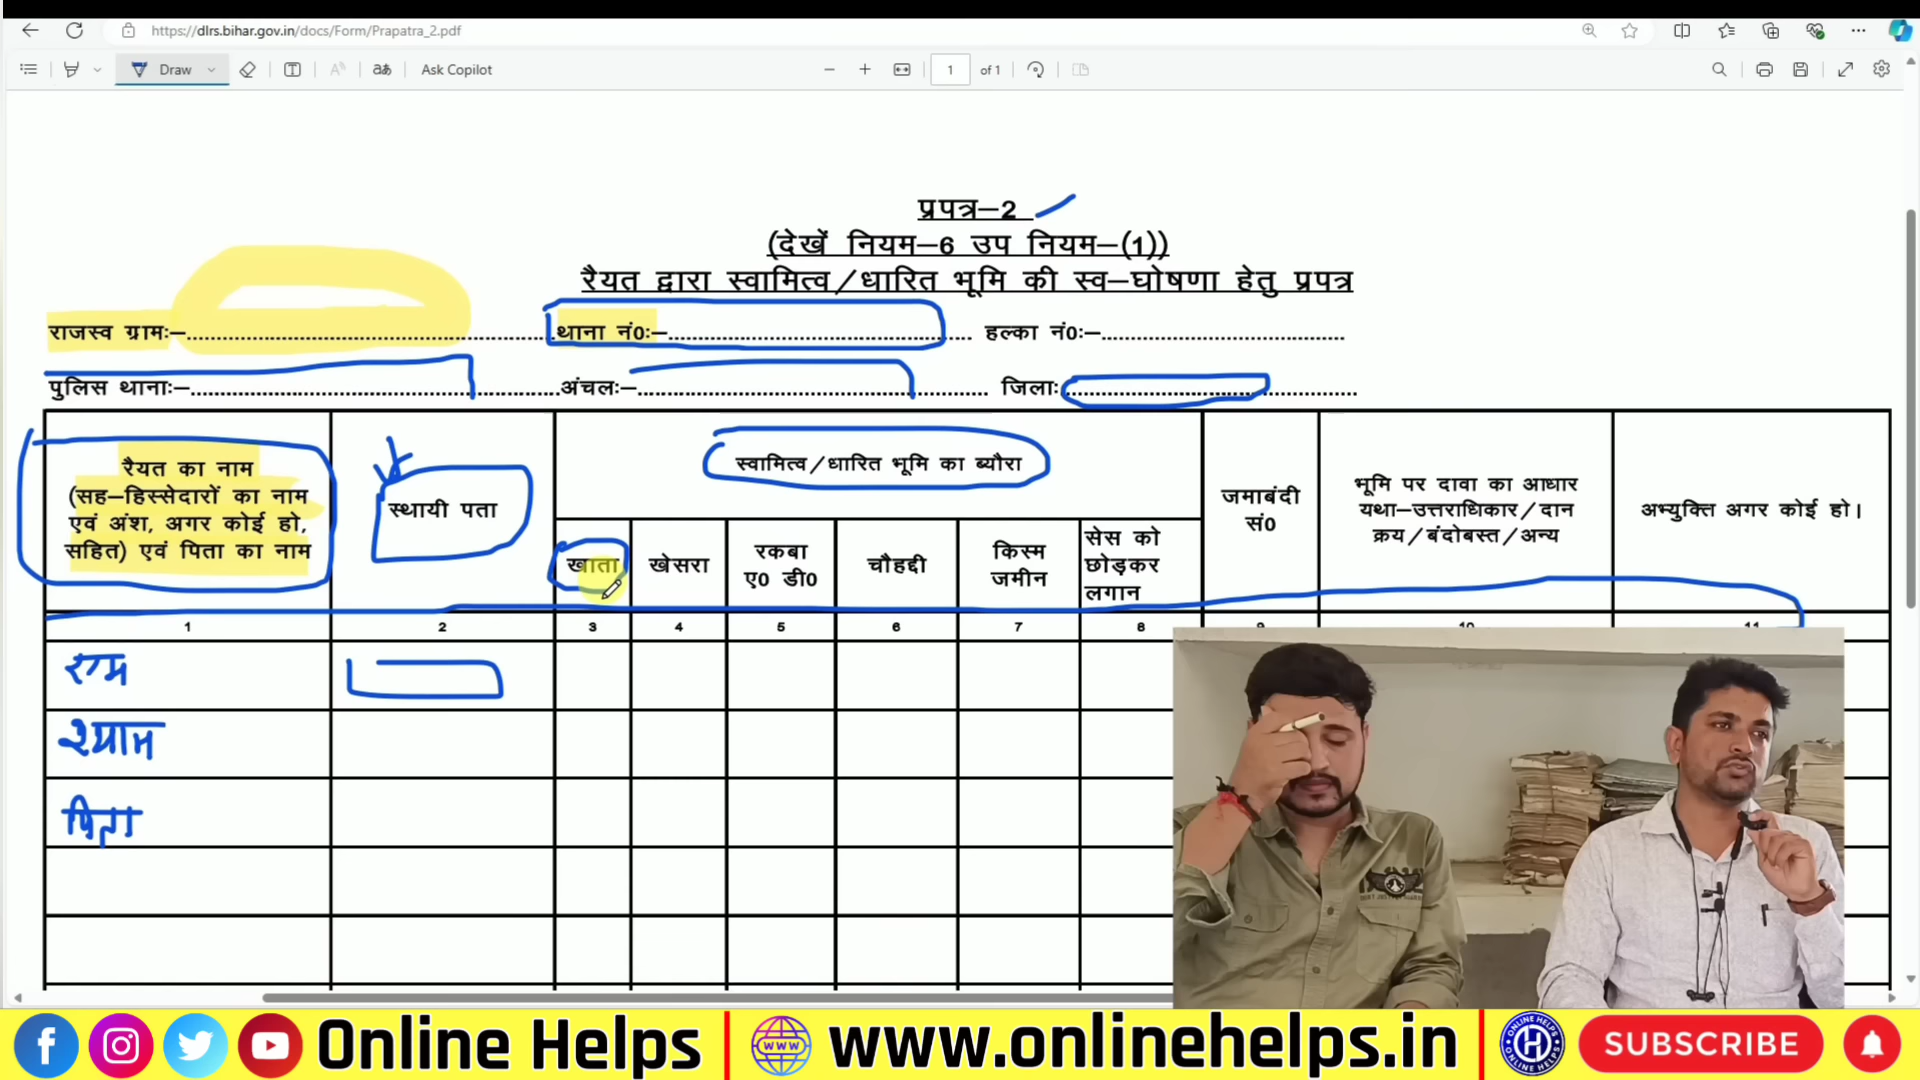 https://dlrs.bihar.gov.in/docs/Form/Prapatra_2.pdf
Draw
Ask Copilot
1 of 1
प्रपत्र–2
(देखें नियम–6 उप नियम–(1))
रैयत द्वारा स्वामित्व/धारित भूमि की स्व–घोषणा हेतु प्रपत्र
राजस्व ग्रामः–............ थाना नं0ः–............ हल्का नं0ः–............
पुलिस थानाः–............ अंचलः–............ जिलाः............
रैयत का नाम
(सह–हिस्सेदारों का नाम
एवं अंश, अगर कोई हो,
सहित) एवं पिता का नाम
स्थायी पता
स्वामित्व/धारित भूमि का ब्यौरा
खाता
खेसरा
रकबा
ए0 डी0
चौहद्दी
किस्म
जमीन
सेस को
छोड़कर
लगान
जमाबंदी
सं0
भूमि पर दावा का आधार
यथा–उत्तराधिकार/दान
क्रय/बंदोबस्त/अन्य
अभ्युक्ति अगर कोई हो।
1 2 3 4 5 6 7 8
राम
श्याम
पिता
Online Helps
www.onlinehelps.in
SUBSCRIBE